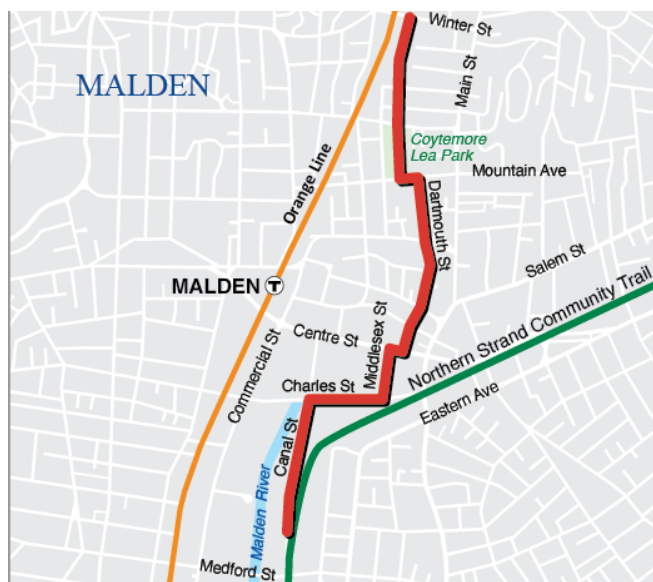 Winter St
MALDEN
Main St
Coytemore
Lea Park
Orange Line
Mountain Ave
Dartmouth St
Salem St
MALDEN T
Northern Strand Community Trail
Middlesex St
Centre St
Commercial St
Charles St
Eastern Ave
Canal St
Malden River
Medford St